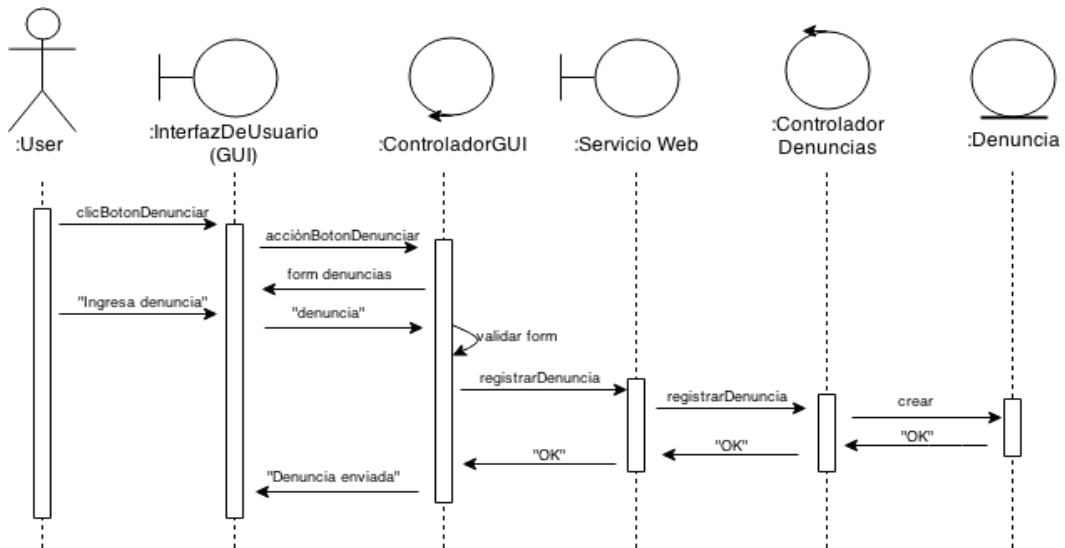 :User
:InterfazDeUsuario
(GUI)
:ControladorGUI
:Servicio Web
:Controlador
Denuncias
:Denuncia
clicBotonDenunciar
acciónBotonDenunciar
form denuncias
"Ingresa denuncia"
"denuncia"
validar form
registrarDenuncia
registrarDenuncia
crear
"OK"
"OK"
"OK"
"Denuncia enviada"